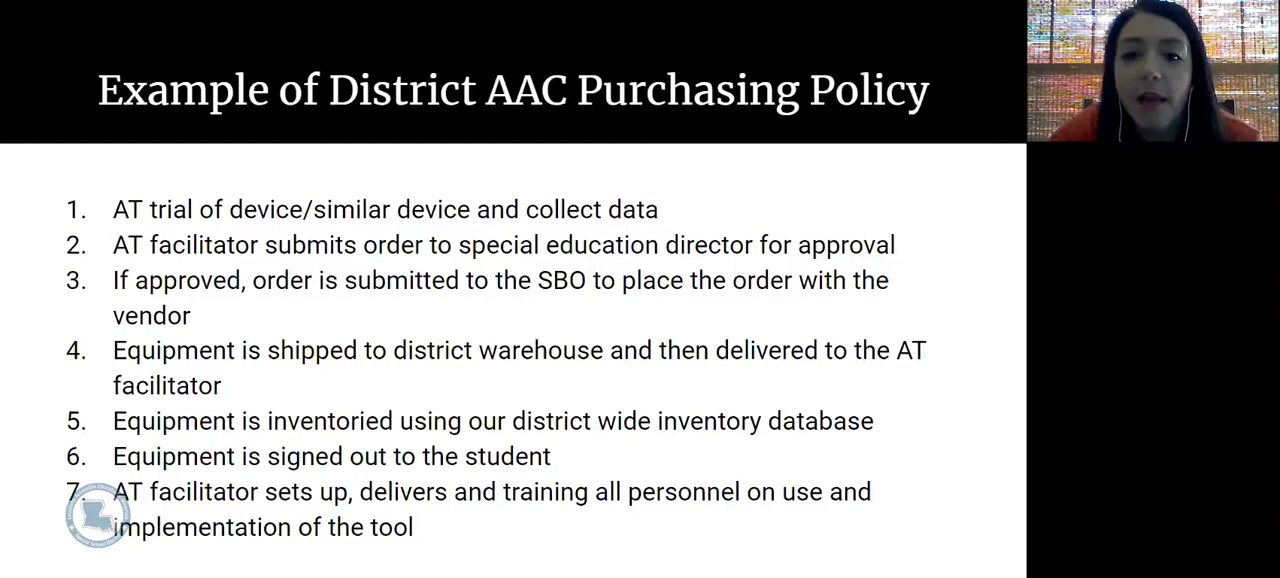 Example of District AAC Purchasing Policy
1. AT trial of device/similar device and collect data
2. AT facilitator submits order to special education director for approval
3. If approved, order is submitted to the SBO to place the order with the
vendor
4. Equipment is shipped to district warehouse and then delivered to the AT
facilitator
5. Equipment is inventoried using our district wide inventory database
6. Equipment is signed out to the student
7. AT facilitator sets up, delivers and training all personnel on use and
implementation of the tool